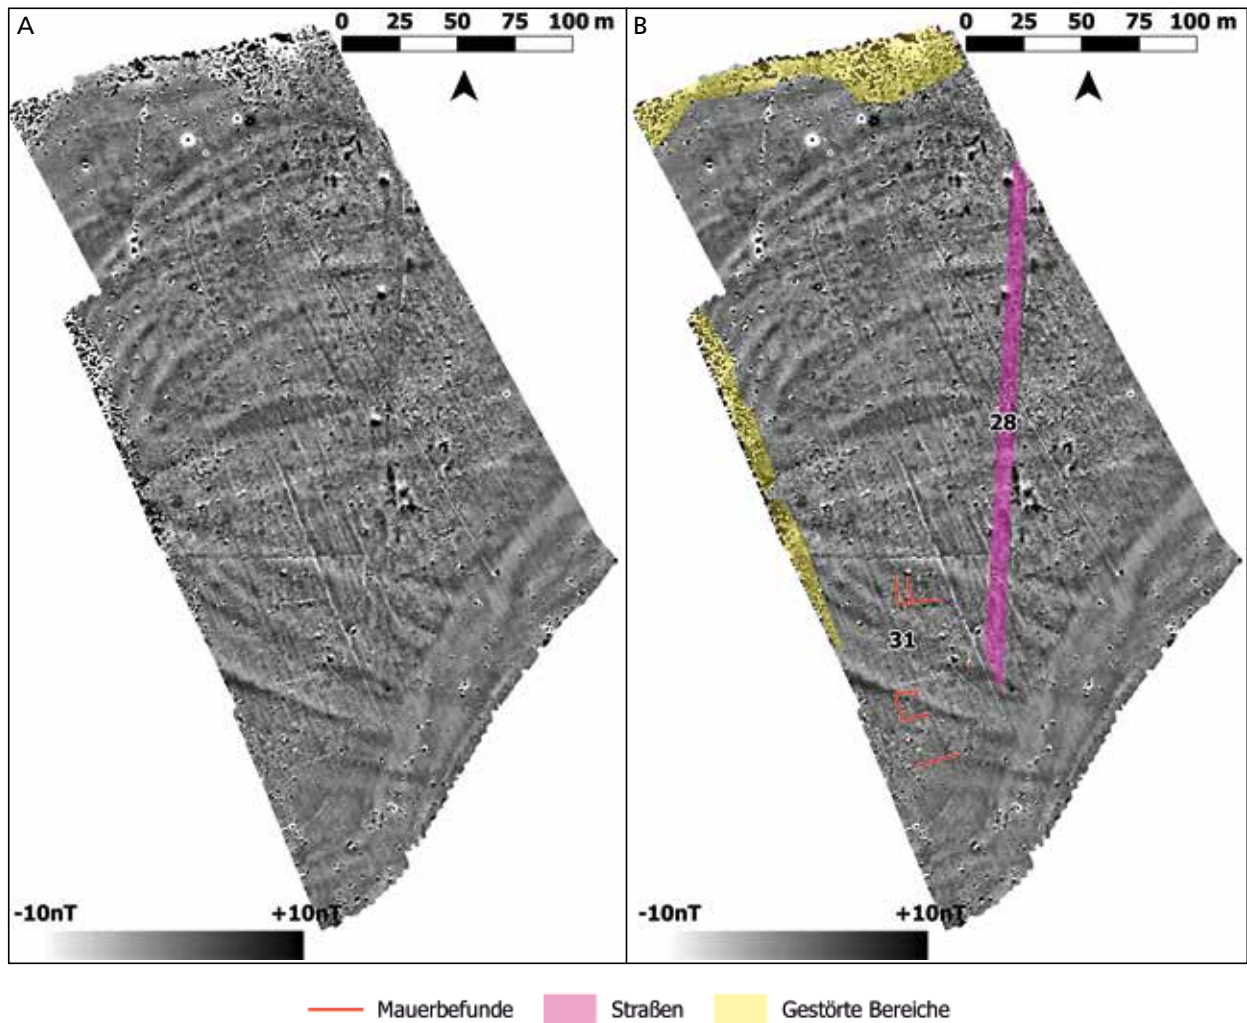 A
0 25 50 75 100 m
B
0 25 50 75 100 m
28
31
-10nT +10nT
-10nT +10nT
Mauerbefunde Straßen Gestörte Bereiche